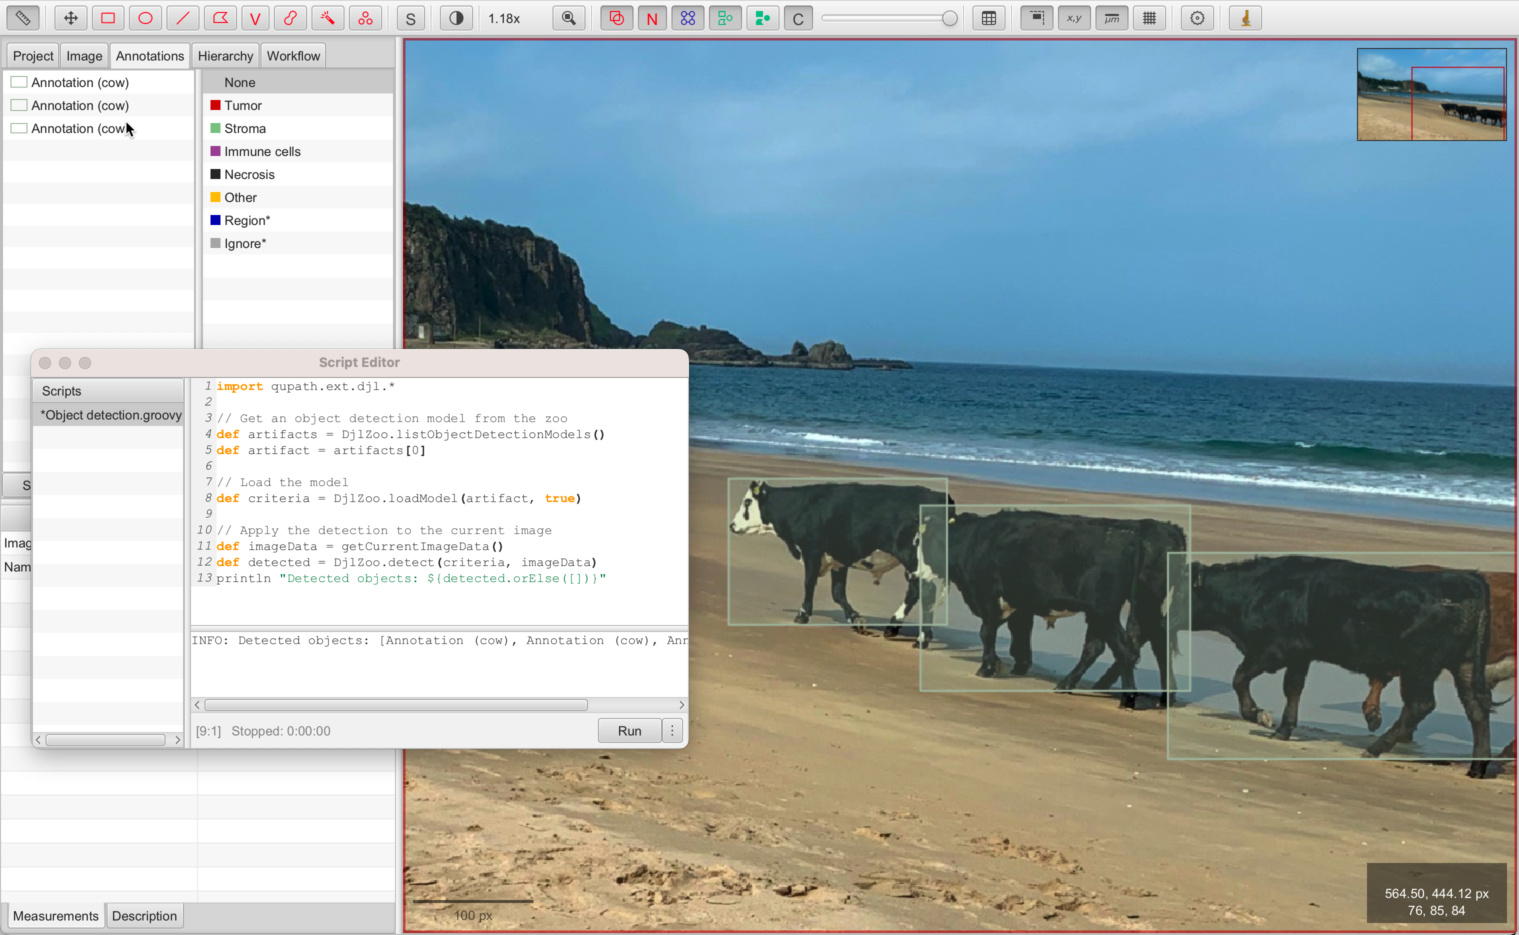 V
S
1.18x
N
C
x,y
µm
Project
Image
Annotations
Hierarchy
Workflow
Annotation (cow)
Annotation (cow)
Annotation (cow)
None
Tumor
Stroma
Immune cells
Necrosis
Other
Region*
Ignore*
Script Editor
Scripts
*Object detection.groovy
1 import qupath.ext.djl.*
2
3 // Get an object detection model from the zoo
4 def artifacts = DjlZoo.listObjectDetectionModels()
5 def artifact = artifacts[0]
6
7 // Load the model
8 def criteria = DjlZoo.loadModel(artifact, true)
9
10 // Apply the detection to the current image
11 def imageData = getCurrentImageData()
12 def detected = DjlZoo.detect(criteria, imageData)
13 println "Detected objects: ${detected.orElse([])}"
INFO: Detected objects: [Annotation (cow), Annotation (cow), Anr
[9:1] Stopped: 0:00:00
Run
S
Imag
Nam
Measurements
Description
100 px
564.50, 444.12 px
76, 85, 84